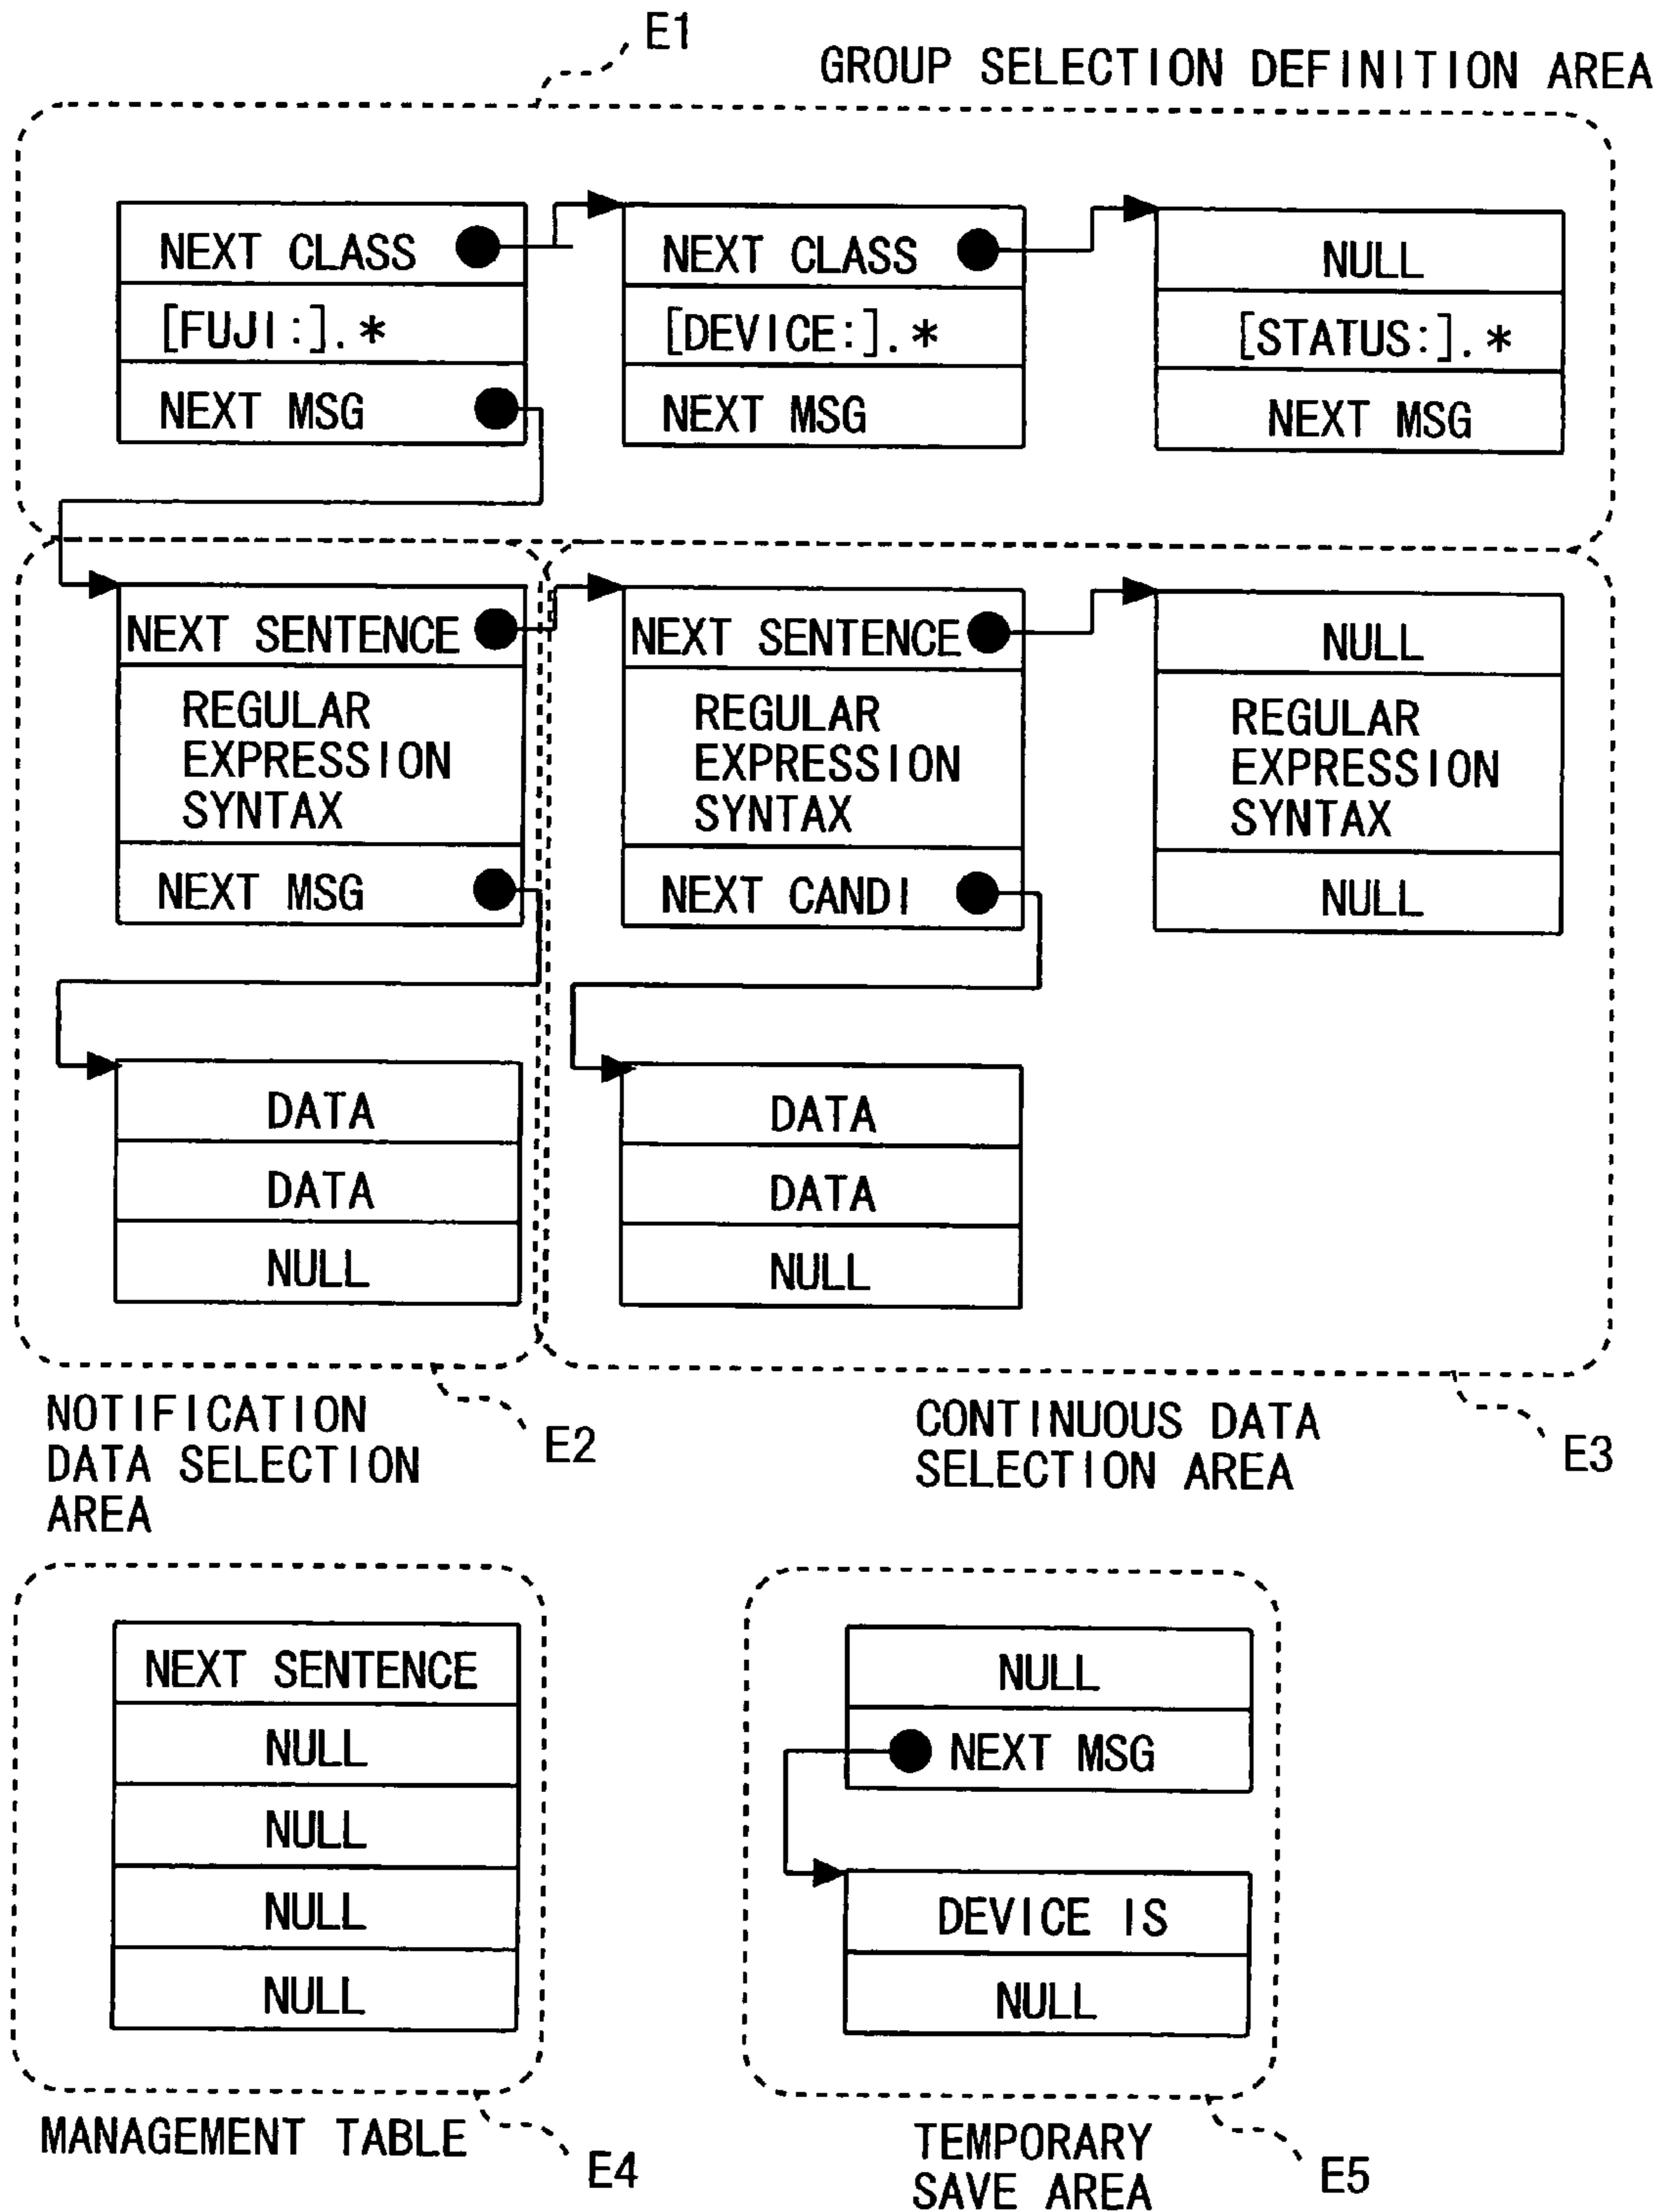 E1
GROUP SELECTION DEFINITION AREA
NEXT CLASS
[FUJI:].*
NEXT MSG
NEXT CLASS
[DEVICE:].*
NEXT MSG
NULL
[STATUS:].*
NEXT MSG
NEXT SENTENCE
REGULAR
EXPRESSION
SYNTAX
NEXT MSG
NEXT SENTENCE
REGULAR
EXPRESSION
SYNTAX
NEXT CANDI
NULL
REGULAR
EXPRESSION
SYNTAX
NULL
DATA
DATA
NULL
DATA
DATA
NULL
NOTIFICATION
DATA SELECTION
AREA
E2
CONTINUOUS DATA
SELECTION AREA
E3
NEXT SENTENCE
NULL
NULL
NULL
NULL
MANAGEMENT TABLE
E4
NULL
NEXT MSG
DEVICE IS
NULL
TEMPORARY
SAVE AREA
E5